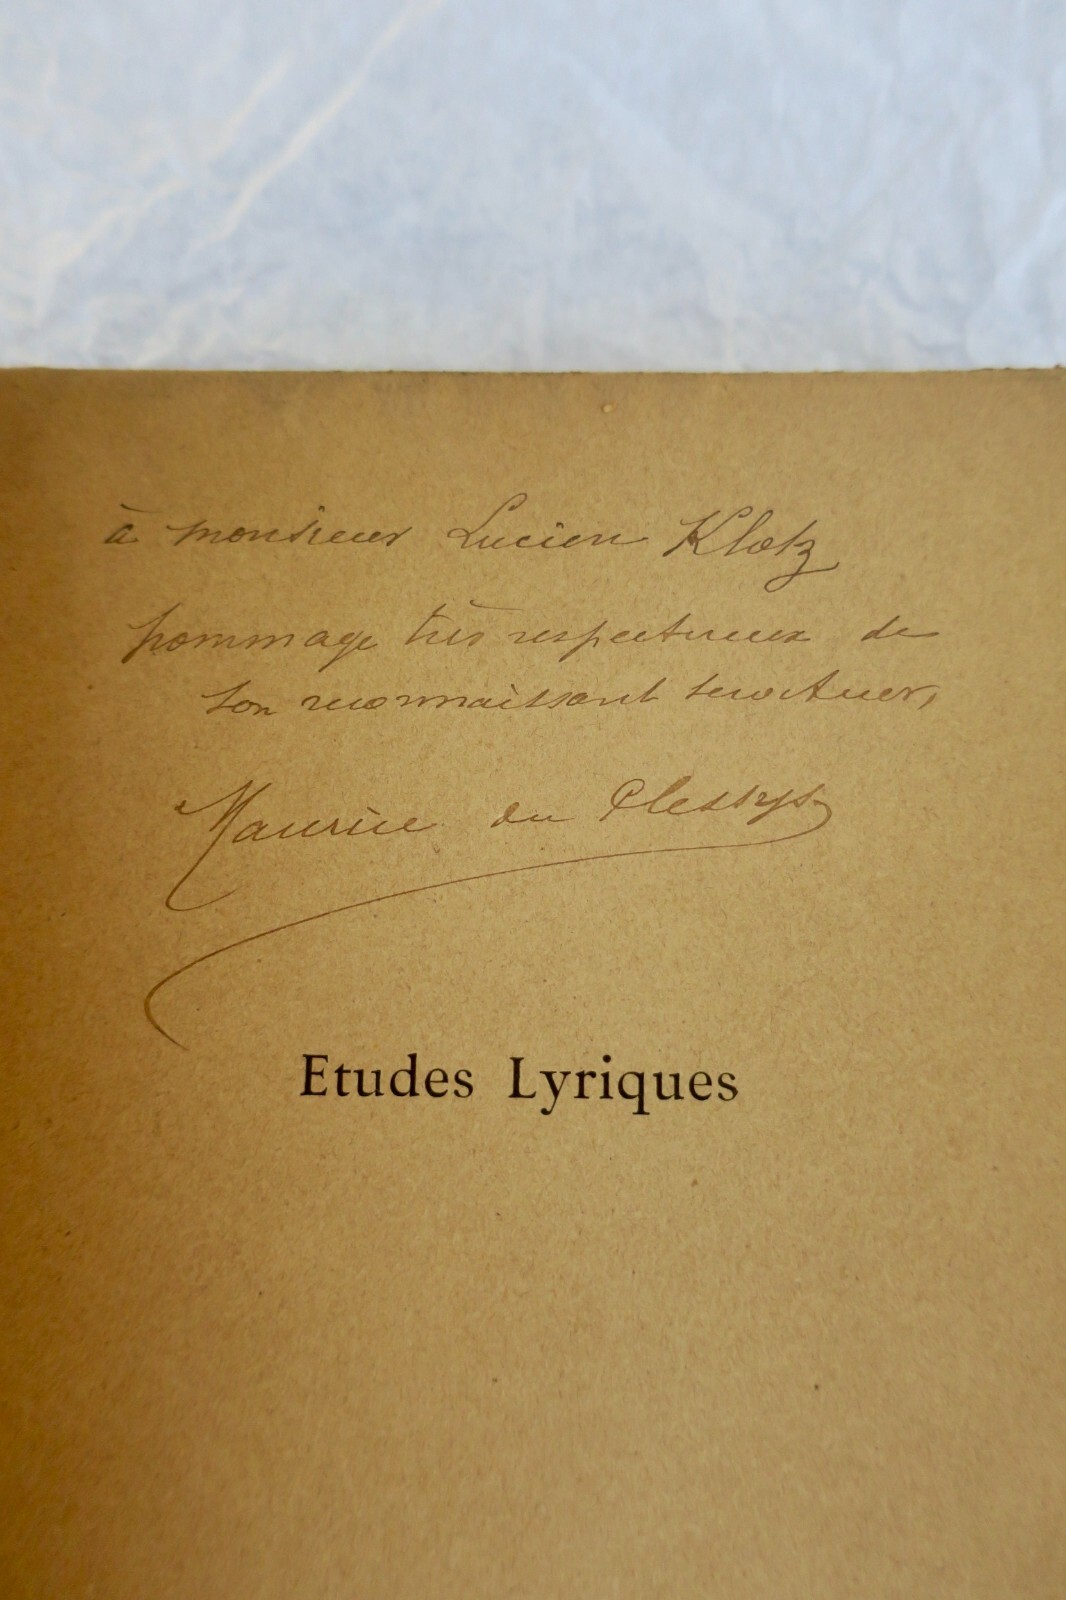 à monsieur Lucien Klotz
hommage très respectueux de
son reconnaissant serviteur,
Maurice du Plessys
Etudes Lyriques